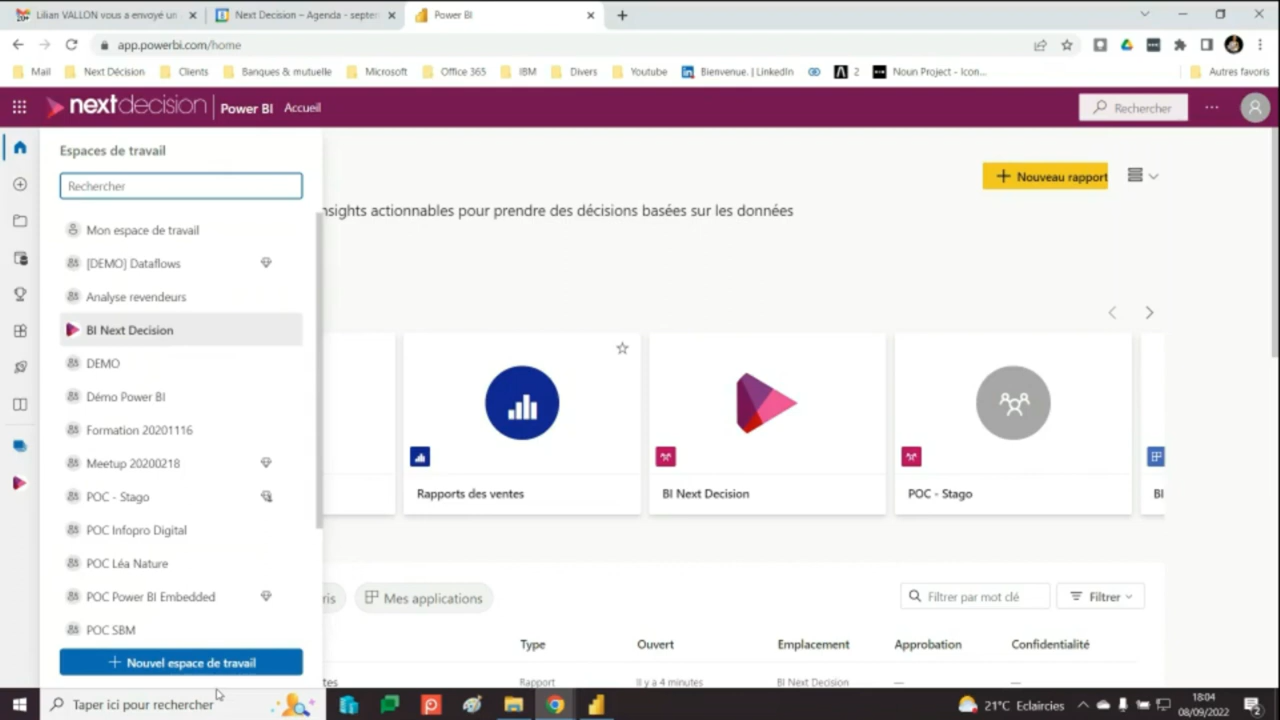 Lilian VALLON vous a envoyé un
Next Decision – Agenda - septem
Power BI
app.powerbi.com/home
Mail
Next Décision
Clients
Banques & mutuelle
Microsoft
Office 365
IBM
Divers
Youtube
Bienvenue. | LinkedIn
2
Noun Project - Icon...
Autres favoris
nextdecision
Power BI
Accueil
Rechercher
Espaces de travail
Rechercher
Mon espace de travail
[DEMO] Dataflows
Analyse revendeurs
BI Next Decision
DEMO
Démo Power BI
Formation 20201116
Meetup 20200218
POC - Stago
POC Infopro Digital
POC Léa Nature
POC Power BI Embedded
POC SBM
+ Nouvel espace de travail
+ Nouveau rapport
nsights actionnables pour prendre des décisions basées sur les données
Rapports des ventes
BI Next Decision
POC - Stago
BI
ris
Mes applications
Filtrer par mot clé
Filtrer
Type
Ouvert
Emplacement
Approbation
Confidentialité
tes
Rapport
Il y a 4 minutes
BI Next Decision
—
—
Taper ici pour rechercher
21°C Eclaircies
18:04
08/09/2022
2